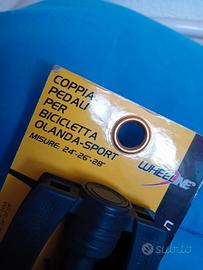 COPPIA
PEDALI
PER
BICICLETTA
OLANDA-SPORT
MISURE: 24"-26"-28"
WHEELINE
subito